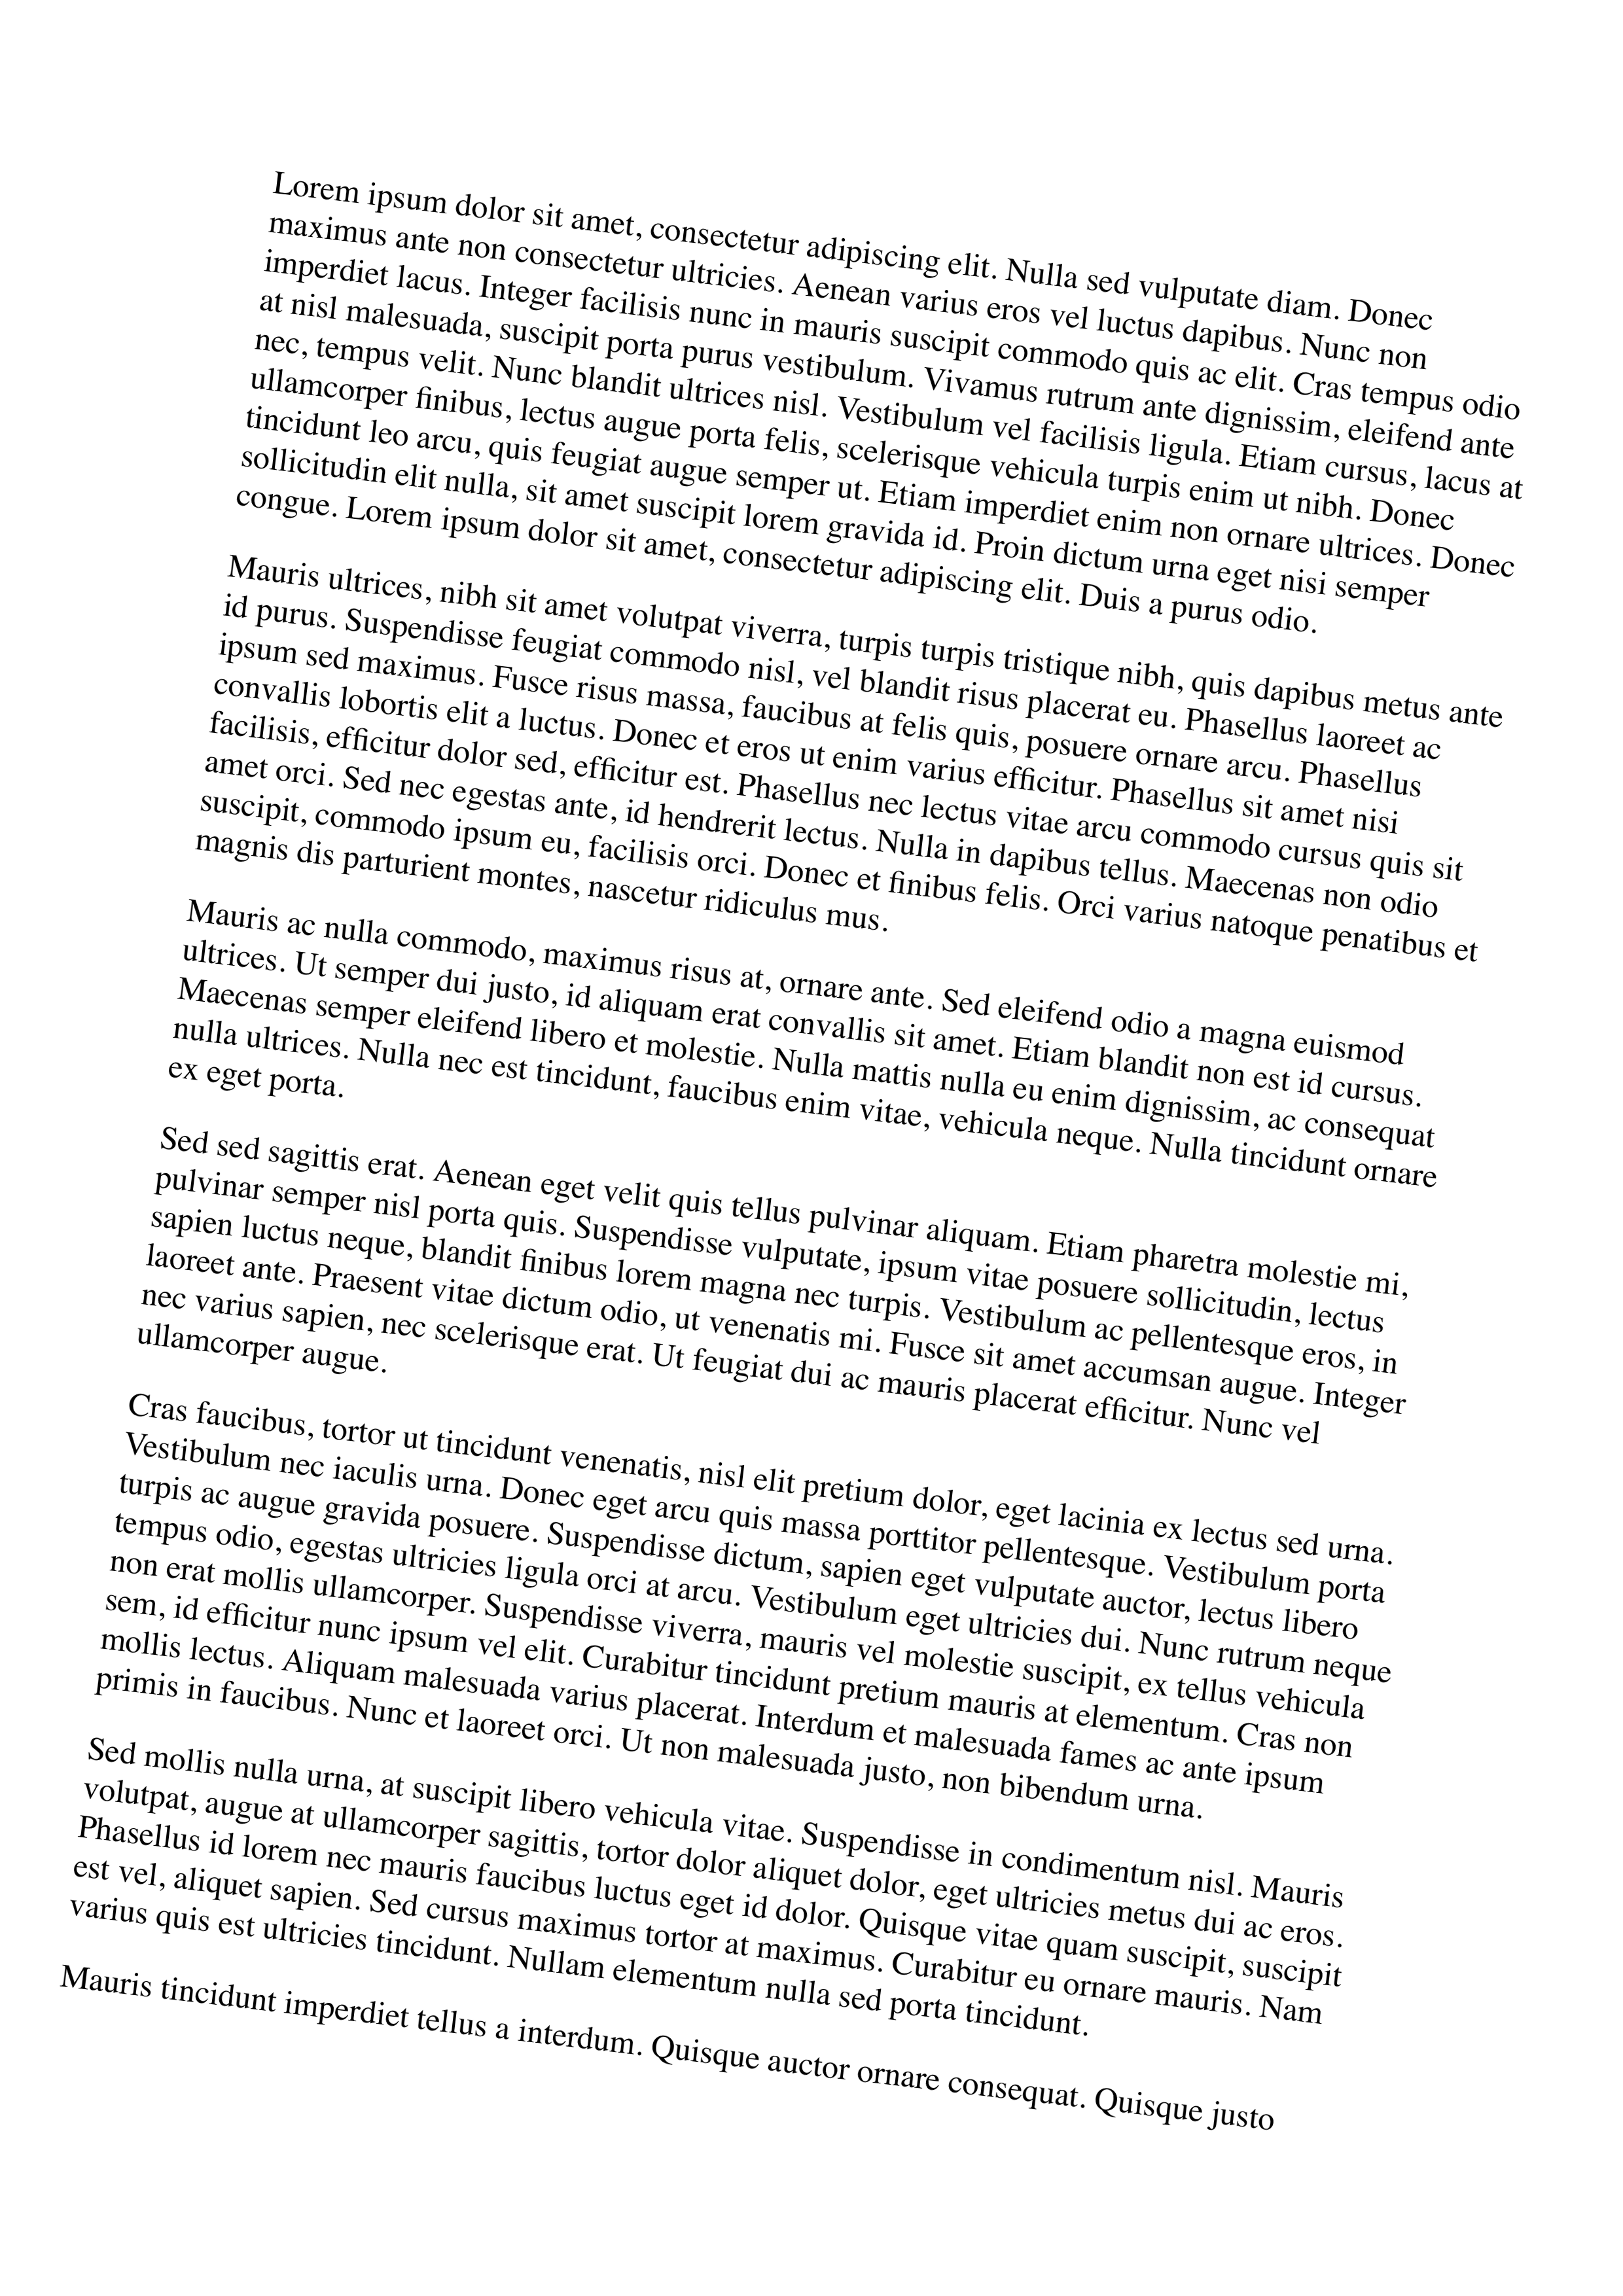 Lorem ipsum dolor sit amet, consectetur adipiscing elit. Nulla sed vulputate diam. Donec
maximus ante non consectetur ultricies. Aenean varius eros vel luctus dapibus. Nunc non
imperdiet lacus. Integer facilisis nunc in mauris suscipit commodo quis ac elit. Cras tempus odio
at nisl malesuada, suscipit porta purus vestibulum. Vivamus rutrum ante dignissim, eleifend ante
nec, tempus velit. Nunc blandit ultrices nisl. Vestibulum vel facilisis ligula. Etiam cursus, lacus at
ullamcorper finibus, lectus augue porta felis, scelerisque vehicula turpis enim ut nibh. Donec
tincidunt leo arcu, quis feugiat augue semper ut. Etiam imperdiet enim non ornare ultrices. Donec
sollicitudin elit nulla, sit amet suscipit lorem gravida id. Proin dictum urna eget nisi semper
congue. Lorem ipsum dolor sit amet, consectetur adipiscing elit. Duis a purus odio.
Mauris ultrices, nibh sit amet volutpat viverra, turpis turpis tristique nibh, quis dapibus metus ante
id purus. Suspendisse feugiat commodo nisl, vel blandit risus placerat eu. Phasellus laoreet ac
ipsum sed maximus. Fusce risus massa, faucibus at felis quis, posuere ornare arcu. Phasellus
convallis lobortis elit a luctus. Donec et eros ut enim varius efficitur. Phasellus sit amet nisi
facilisis, efficitur dolor sed, efficitur est. Phasellus nec lectus vitae arcu commodo cursus quis sit
amet orci. Sed nec egestas ante, id hendrerit lectus. Nulla in dapibus tellus. Maecenas non odio
suscipit, commodo ipsum eu, facilisis orci. Donec et finibus felis. Orci varius natoque penatibus et
magnis dis parturient montes, nascetur ridiculus mus.
Mauris ac nulla commodo, maximus risus at, ornare ante. Sed eleifend odio a magna euismod
ultrices. Ut semper dui justo, id aliquam erat convallis sit amet. Etiam blandit non est id cursus.
Maecenas semper eleifend libero et molestie. Nulla mattis nulla eu enim dignissim, ac consequat
nulla ultrices. Nulla nec est tincidunt, faucibus enim vitae, vehicula neque. Nulla tincidunt ornare
ex eget porta.
Sed sed sagittis erat. Aenean eget velit quis tellus pulvinar aliquam. Etiam pharetra molestie mi,
pulvinar semper nisl porta quis. Suspendisse vulputate, ipsum vitae posuere sollicitudin, lectus
sapien luctus neque, blandit finibus lorem magna nec turpis. Vestibulum ac pellentesque eros, in
laoreet ante. Praesent vitae dictum odio, ut venenatis mi. Fusce sit amet accumsan augue. Integer
nec varius sapien, nec scelerisque erat. Ut feugiat dui ac mauris placerat efficitur. Nunc vel
ullamcorper augue.
Cras faucibus, tortor ut tincidunt venenatis, nisl elit pretium dolor, eget lacinia ex lectus sed urna.
Vestibulum nec iaculis urna. Donec eget arcu quis massa porttitor pellentesque. Vestibulum porta
turpis ac augue gravida posuere. Suspendisse dictum, sapien eget vulputate auctor, lectus libero
tempus odio, egestas ultricies ligula orci at arcu. Vestibulum eget ultricies dui. Nunc rutrum neque
non erat mollis ullamcorper. Suspendisse viverra, mauris vel molestie suscipit, ex tellus vehicula
sem, id efficitur nunc ipsum vel elit. Curabitur tincidunt pretium mauris at elementum. Cras non
mollis lectus. Aliquam malesuada varius placerat. Interdum et malesuada fames ac ante ipsum
primis in faucibus. Nunc et laoreet orci. Ut non malesuada justo, non bibendum urna.
Sed mollis nulla urna, at suscipit libero vehicula vitae. Suspendisse in condimentum nisl. Mauris
volutpat, augue at ullamcorper sagittis, tortor dolor aliquet dolor, eget ultricies metus dui ac eros.
Phasellus id lorem nec mauris faucibus luctus eget id dolor. Quisque vitae quam suscipit, suscipit
est vel, aliquet sapien. Sed cursus maximus tortor at maximus. Curabitur eu ornare mauris. Nam
varius quis est ultricies tincidunt. Nullam elementum nulla sed porta tincidunt.
Mauris tincidunt imperdiet tellus a interdum. Quisque auctor ornare consequat. Quisque justo